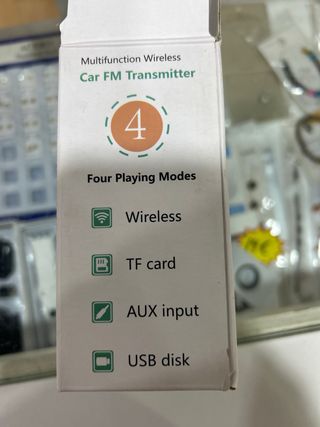 Multifunction Wireless
Car FM Transmitter
4
Four Playing Modes
Wireless
TF card
AUX input
USB disk